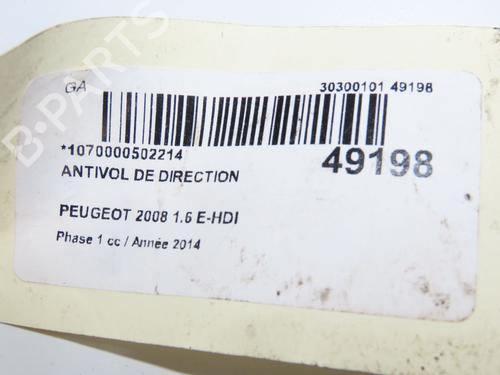 GA 30300101 49198
*1070000502214
49198
ANTIVOL DE DIRECTION
PEUGEOT 2008 1.6 E-HDI
Phase 1 cc / Année 2014
B-PARTS